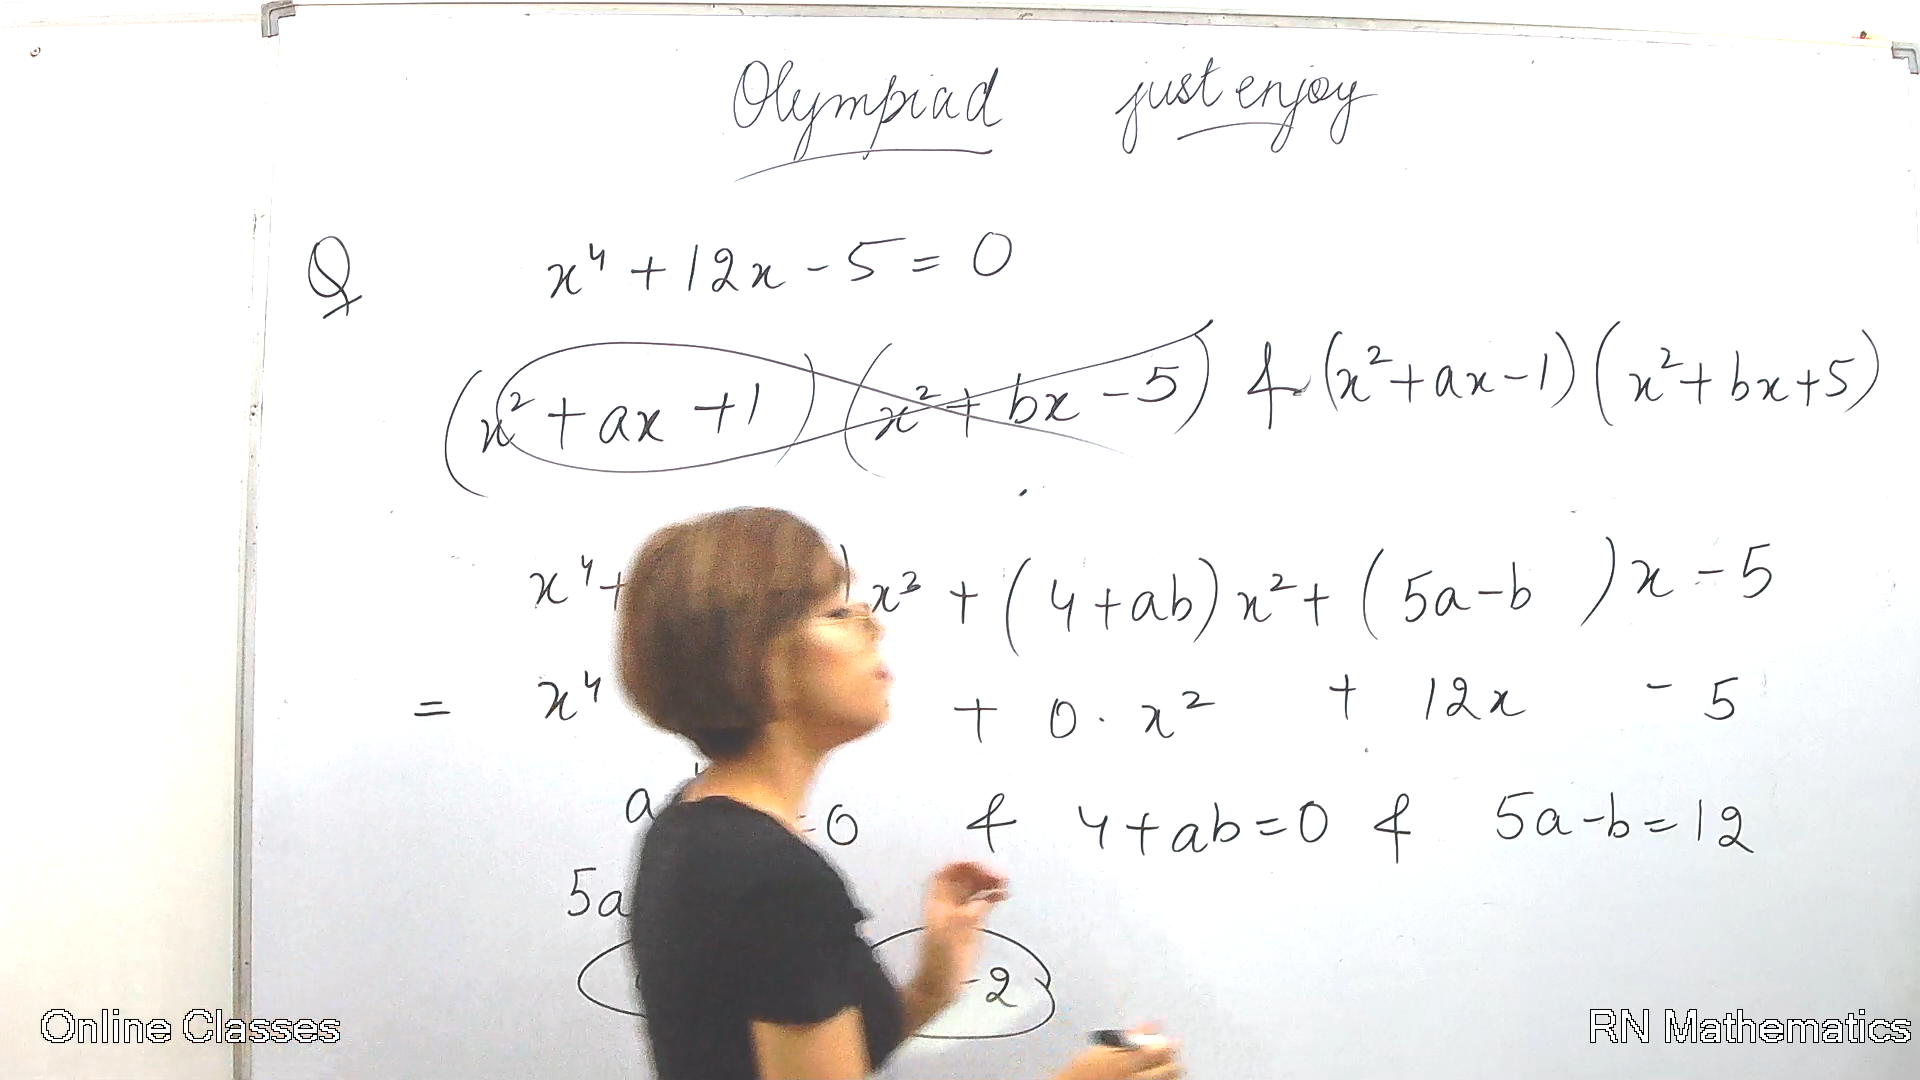 Olympiad just enjoy
Q x⁴ + 12x - 5 = 0
(x² + ax + 1) (x² + bx - 5) & (x² + ax - 1) (x² + bx + 5)
x⁴ + ) x³ + (4 + ab) x² + (5a - b ) x - 5
= x⁴ + 0 · x² + 12x - 5
a = 0 & 4 + ab = 0 & 5a - b = 12
5a
-2
Online Classes RN Mathematics